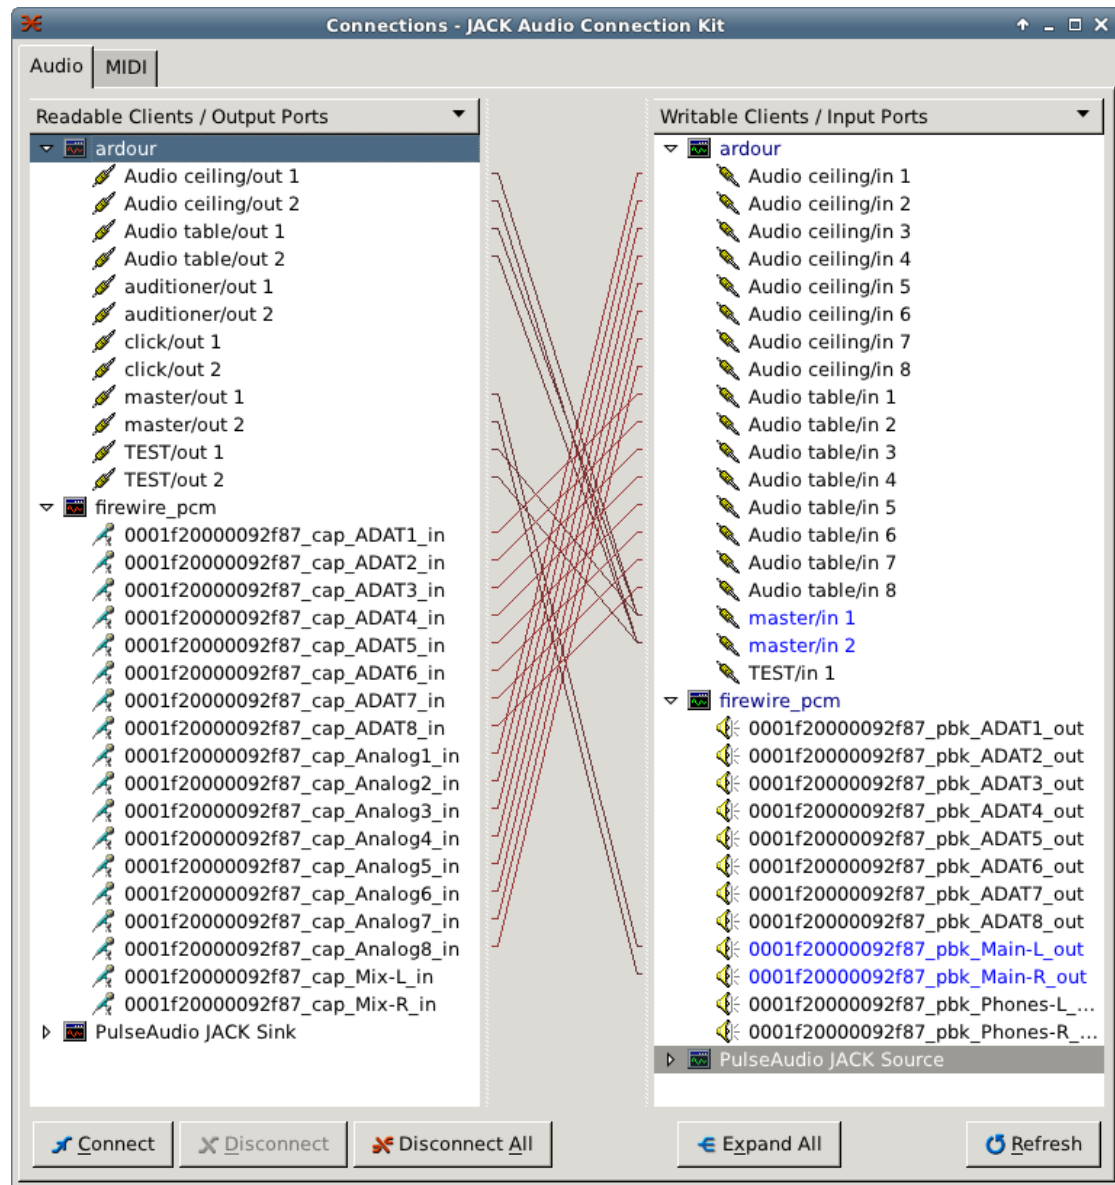 Connections - JACK Audio Connection Kit
Audio
MIDI
Readable Clients / Output Ports
ardour
Audio ceiling/out 1
Audio ceiling/out 2
Audio table/out 1
Audio table/out 2
auditioner/out 1
auditioner/out 2
click/out 1
click/out 2
master/out 1
master/out 2
TEST/out 1
TEST/out 2
firewire_pcm
0001f20000092f87_cap_ADAT1_in
0001f20000092f87_cap_ADAT2_in
0001f20000092f87_cap_ADAT3_in
0001f20000092f87_cap_ADAT4_in
0001f20000092f87_cap_ADAT5_in
0001f20000092f87_cap_ADAT6_in
0001f20000092f87_cap_ADAT7_in
0001f20000092f87_cap_ADAT8_in
0001f20000092f87_cap_Analog1_in
0001f20000092f87_cap_Analog2_in
0001f20000092f87_cap_Analog3_in
0001f20000092f87_cap_Analog4_in
0001f20000092f87_cap_Analog5_in
0001f20000092f87_cap_Analog6_in
0001f20000092f87_cap_Analog7_in
0001f20000092f87_cap_Analog8_in
0001f20000092f87_cap_Mix-L_in
0001f20000092f87_cap_Mix-R_in
PulseAudio JACK Sink
Writable Clients / Input Ports
ardour
Audio ceiling/in 1
Audio ceiling/in 2
Audio ceiling/in 3
Audio ceiling/in 4
Audio ceiling/in 5
Audio ceiling/in 6
Audio ceiling/in 7
Audio ceiling/in 8
Audio table/in 1
Audio table/in 2
Audio table/in 3
Audio table/in 4
Audio table/in 5
Audio table/in 6
Audio table/in 7
Audio table/in 8
master/in 1
master/in 2
TEST/in 1
firewire_pcm
0001f20000092f87_pbk_ADAT1_out
0001f20000092f87_pbk_ADAT2_out
0001f20000092f87_pbk_ADAT3_out
0001f20000092f87_pbk_ADAT4_out
0001f20000092f87_pbk_ADAT5_out
0001f20000092f87_pbk_ADAT6_out
0001f20000092f87_pbk_ADAT7_out
0001f20000092f87_pbk_ADAT8_out
0001f20000092f87_pbk_Main-L_out
0001f20000092f87_pbk_Main-R_out
0001f20000092f87_pbk_Phones-L_...
0001f20000092f87_pbk_Phones-R_...
PulseAudio JACK Source
Connect
Disconnect
Disconnect All
Expand All
Refresh